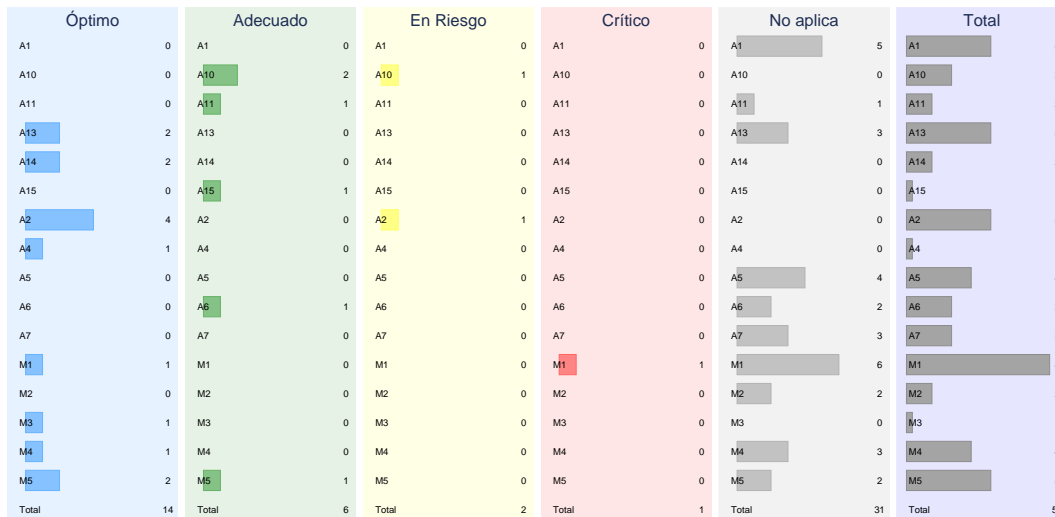 Óptimo Adecuado En Riesgo Crítico No aplica Total
A1 0 A1 0 A1 0 A1 0 A1 5 A1
A10 0 A10 2 A10 1 A10 0 A10 0 A10
A11 0 A11 1 A11 0 A11 0 A11 1 A11
A13 2 A13 0 A13 0 A13 0 A13 3 A13
A14 2 A14 0 A14 0 A14 0 A14 0 A14
A15 0 A15 1 A15 0 A15 0 A15 0 A15
A2 4 A2 0 A2 1 A2 0 A2 0 A2
A4 1 A4 0 A4 0 A4 0 A4 0 A4
A5 0 A5 0 A5 0 A5 0 A5 4 A5
A6 0 A6 1 A6 0 A6 0 A6 2 A6
A7 0 A7 0 A7 0 A7 0 A7 3 A7
M1 1 M1 0 M1 0 M1 1 M1 6 M1
M2 0 M2 0 M2 0 M2 0 M2 2 M2
M3 1 M3 0 M3 0 M3 0 M3 0 M3
M4 1 M4 0 M4 0 M4 0 M4 3 M4
M5 2 M5 1 M5 0 M5 0 M5 2 M5
Total 14 Total 6 Total 2 Total 1 Total 31 Total